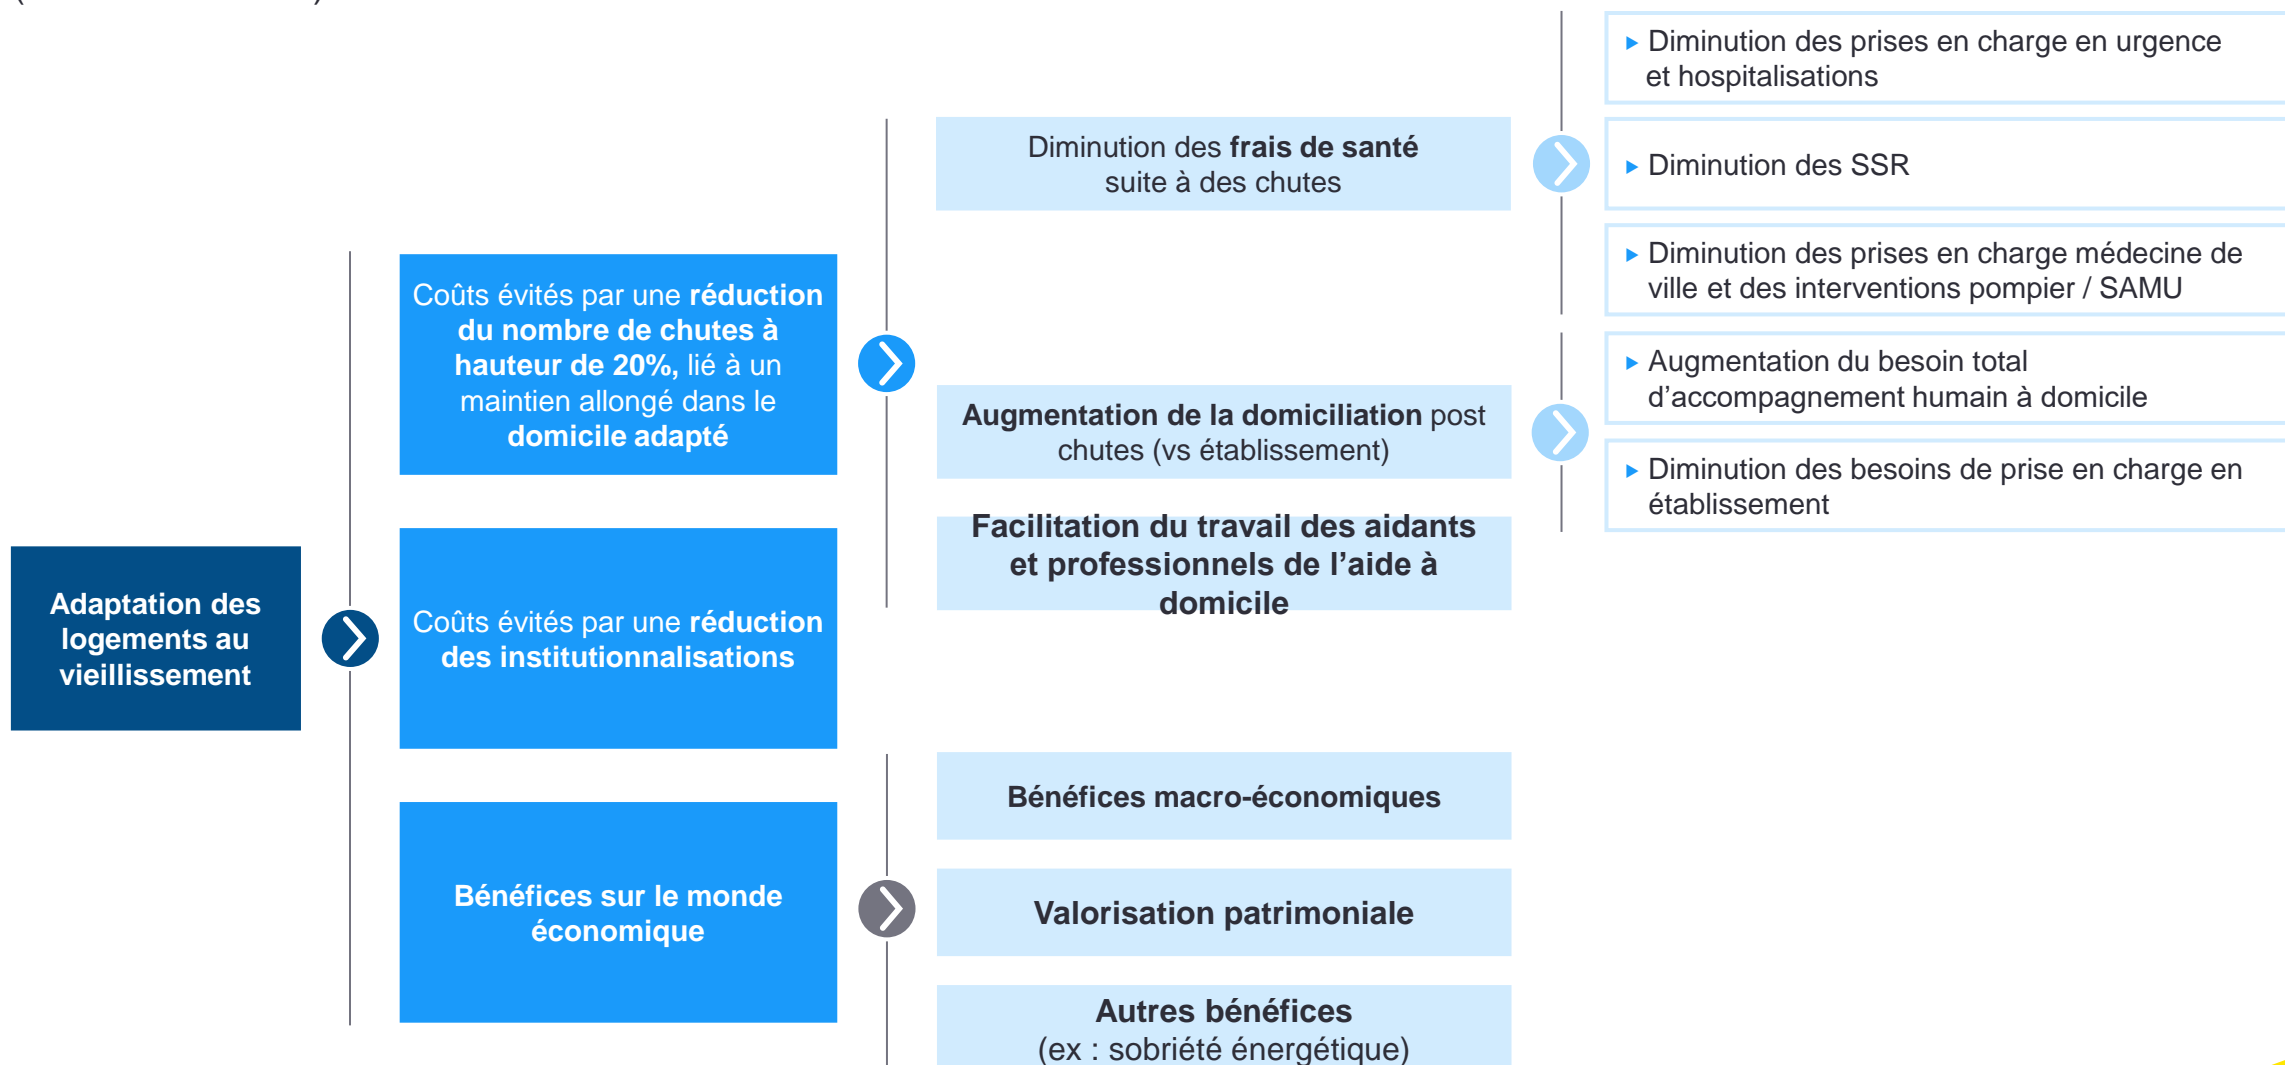 Adaptation des
logements au
vieillissement
Coûts évités par une réduction
du nombre de chutes à
hauteur de 20%, lié à un
maintien allongé dans le
domicile adapté
Coûts évités par une réduction
des institutionnalisations
Bénéfices sur le monde
économique
Diminution des frais de santé
suite à des chutes
Augmentation de la domiciliation post
chutes (vs établissement)
Facilitation du travail des aidants
et professionnels de l’aide à
domicile
Bénéfices macro-économiques
Valorisation patrimoniale
Autres bénéfices
(ex : sobriété énergétique)
Diminution des prises en charge en urgence
et hospitalisations
Diminution des SSR
Diminution des prises en charge médecine de
ville et des interventions pompier / SAMU
Augmentation du besoin total
d’accompagnement humain à domicile
Diminution des besoins de prise en charge en
établissement